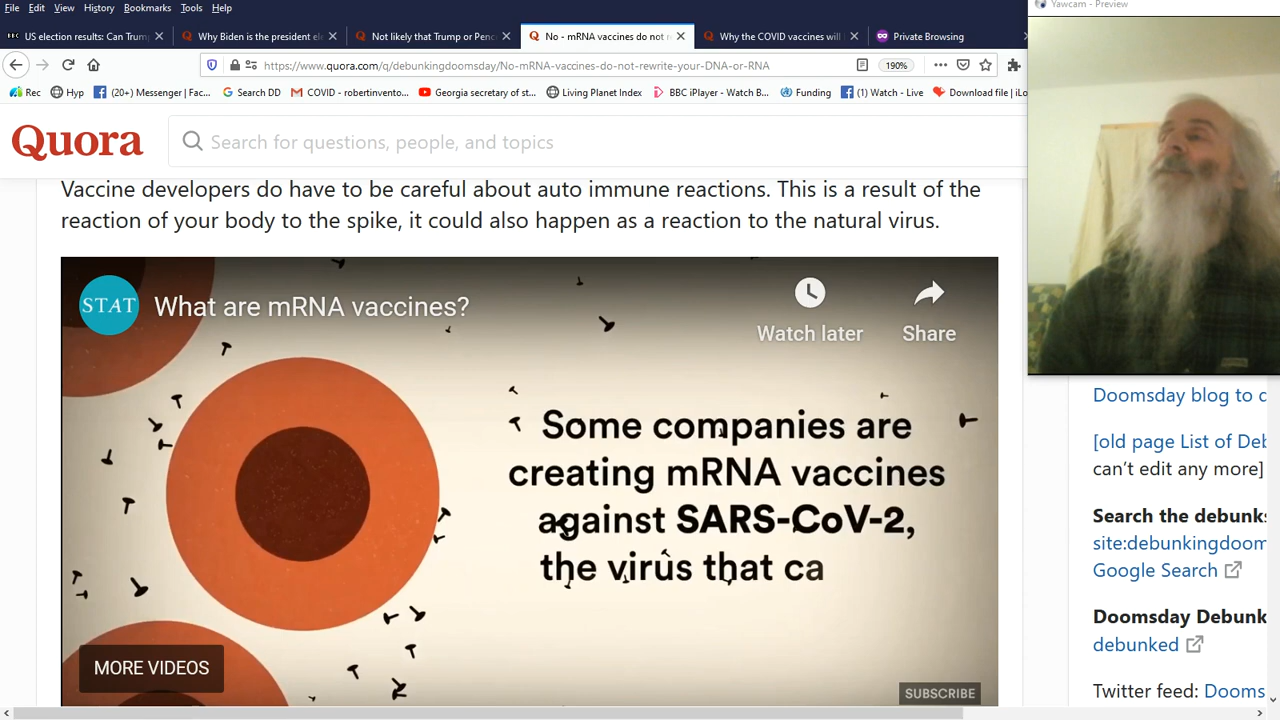 File Edit View History Bookmarks Tools Help
Yawcam - Preview
US election results: Can Trum
Why Biden is the president el
Not likely that Trump or Penc
No - mRNA vaccines do not r
Why the COVID vaccines will
Private Browsing
https://www.quora.com/q/debunkingdoomsday/No-mRNA-vaccines-do-not-rewrite-your-DNA-or-RNA
190%
Rec Hyp (20+) Messenger | Fac... Search DD COVID - robertinvento... Georgia secretary of st... Living Planet Index BBC iPlayer - Watch B... Funding (1) Watch - Live Download file | iLo
Quora
Search for questions, people, and topics
Vaccine developers do have to be careful about auto immune reactions. This is a result of the
reaction of your body to the spike, it could also happen as a reaction to the natural virus.
STAT What are mRNA vaccines?
Watch later Share
Some companies are
creating mRNA vaccines
against SARS-CoV-2,
the virus that ca
MORE VIDEOS
SUBSCRIBE
Doomsday blog to c
[old page List of Deb
can't edit any more]
Search the debunks
site:debunkingdoom
Google Search
Doomsday Debunk
debunked
Twitter feed: Dooms